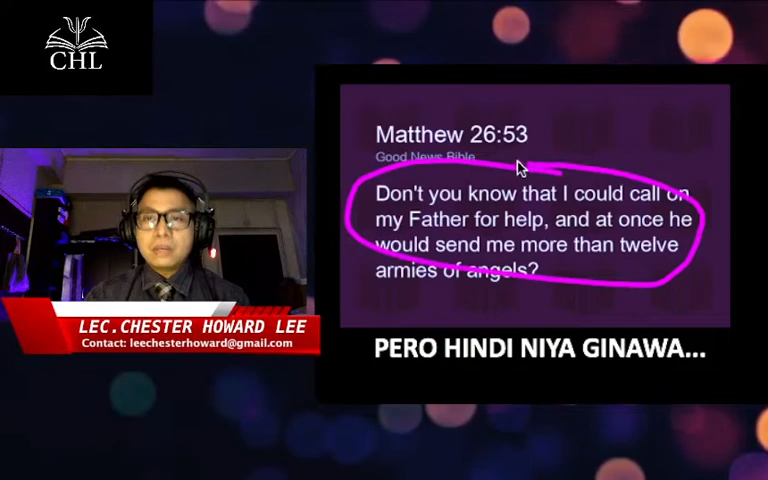 CHL
Matthew 26:53
Good News Bible
Don't you know that I could call on
my Father for help, and at once he
would send me more than twelve
armies of angels?
PERO HINDI NIYA GINAWA...
LEC.CHESTER HOWARD LEE
Contact: leechesterhoward@gmail.com